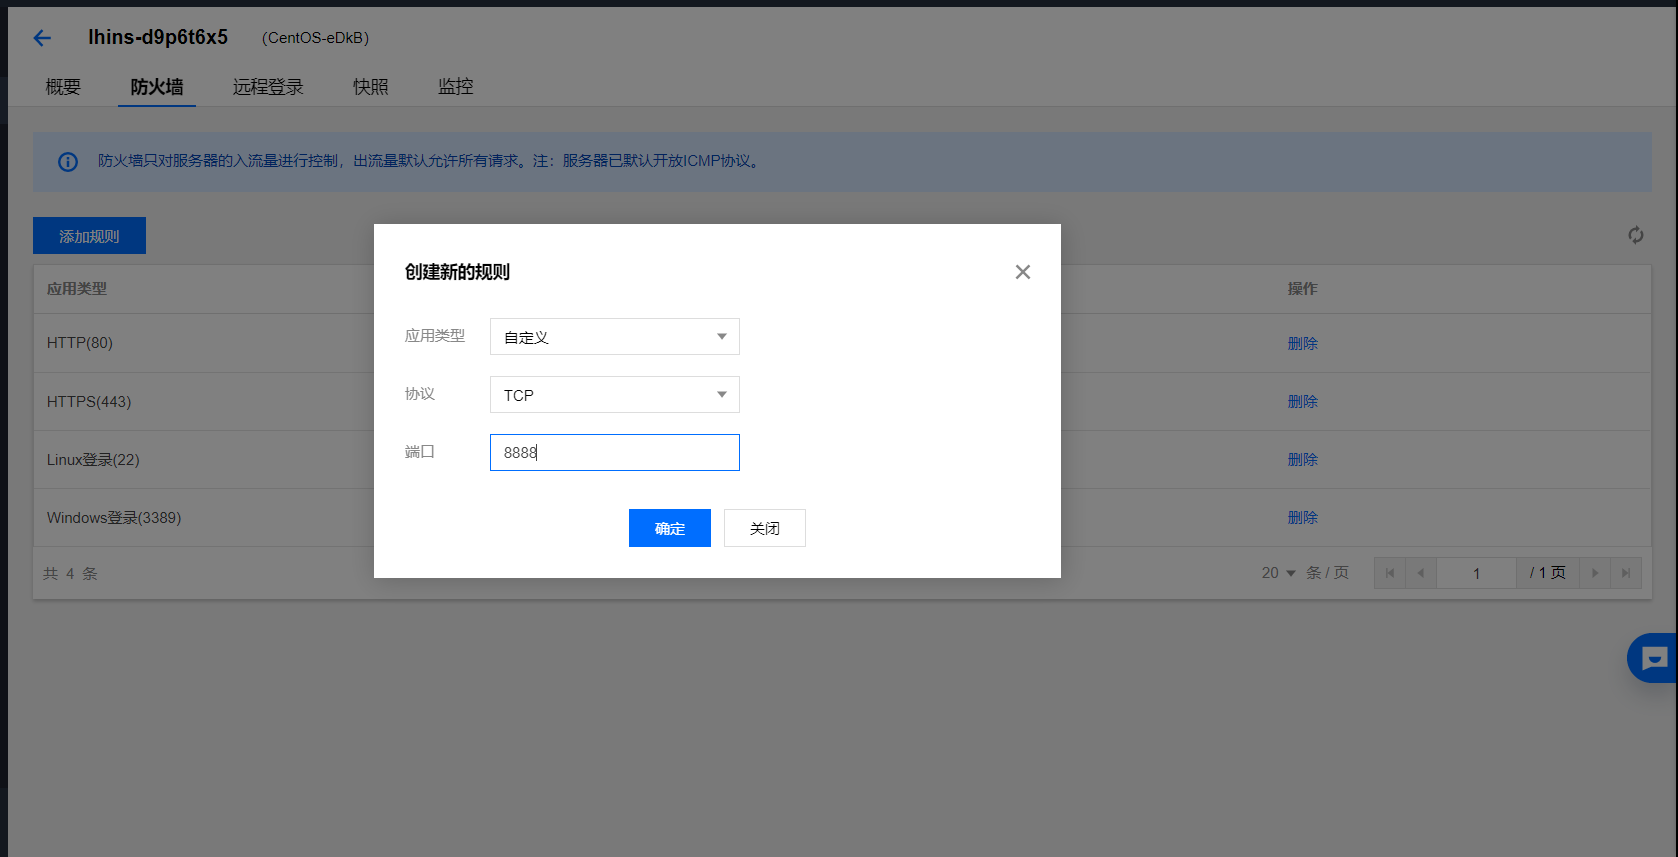 lhins-d9p6t6x5 (CentOS-eDkB)
概要 防火墙 远程登录 快照 监控
防火墙只对服务器的入流量进行控制，出流量默认允许所有请求。注：服务器已默认开放ICMP协议。
添加规则
应用类型 操作
HTTP(80) 删除
HTTPS(443) 删除
Linux登录(22) 删除
Windows登录(3389) 删除
共 4 条 20 条 / 页 1 / 1 页
创建新的规则
应用类型 自定义
协议 TCP
端口 8888
确定 关闭